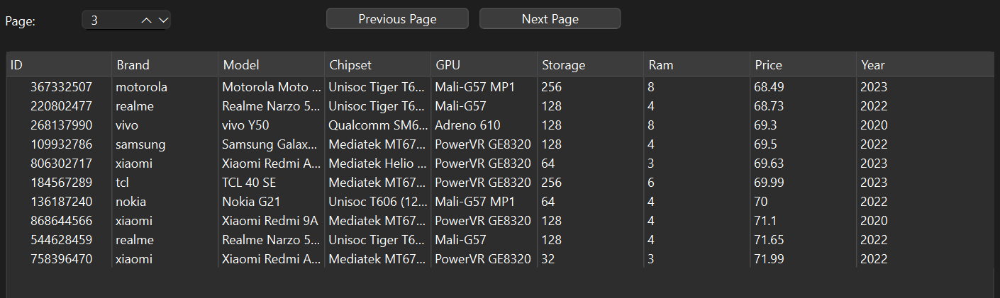 Page: 3 Previous Page Next Page
ID Brand Model Chipset GPU Storage Ram Price Year
367332507 motorola Motorola Moto ... Unisoc Tiger T6... Mali-G57 MP1 256 8 68.49 2023
220802477 realme Realme Narzo 5... Unisoc Tiger T6... Mali-G57 128 4 68.73 2022
268137990 vivo vivo Y50 Qualcomm SM6... Adreno 610 128 8 69.3 2020
109932786 samsung Samsung Galax... Mediatek MT67... PowerVR GE8320 128 4 69.5 2022
806302717 xiaomi Xiaomi Redmi A... Mediatek Helio ... PowerVR GE8320 64 3 69.63 2023
184567289 tcl TCL 40 SE Mediatek MT67... PowerVR GE8320 256 6 69.99 2023
136187240 nokia Nokia G21 Unisoc T606 (12... Mali-G57 MP1 64 4 70 2022
868644566 xiaomi Xiaomi Redmi 9A Mediatek MT67... PowerVR GE8320 128 4 71.1 2020
544628459 realme Realme Narzo 5... Unisoc Tiger T6... Mali-G57 128 4 71.65 2022
758396470 xiaomi Xiaomi Redmi A... Mediatek MT67... PowerVR GE8320 32 3 71.99 2022